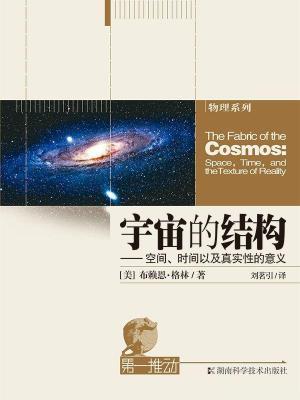 物理系列
The Fabric of the
Cosmos:
Space, Time, and
theTexture of Reality
宇宙的结构
——空间、时间以及真实性的意义
[美] 布赖恩·格林/著
刘茗引/译
第一推动
湖南科学技术出版社